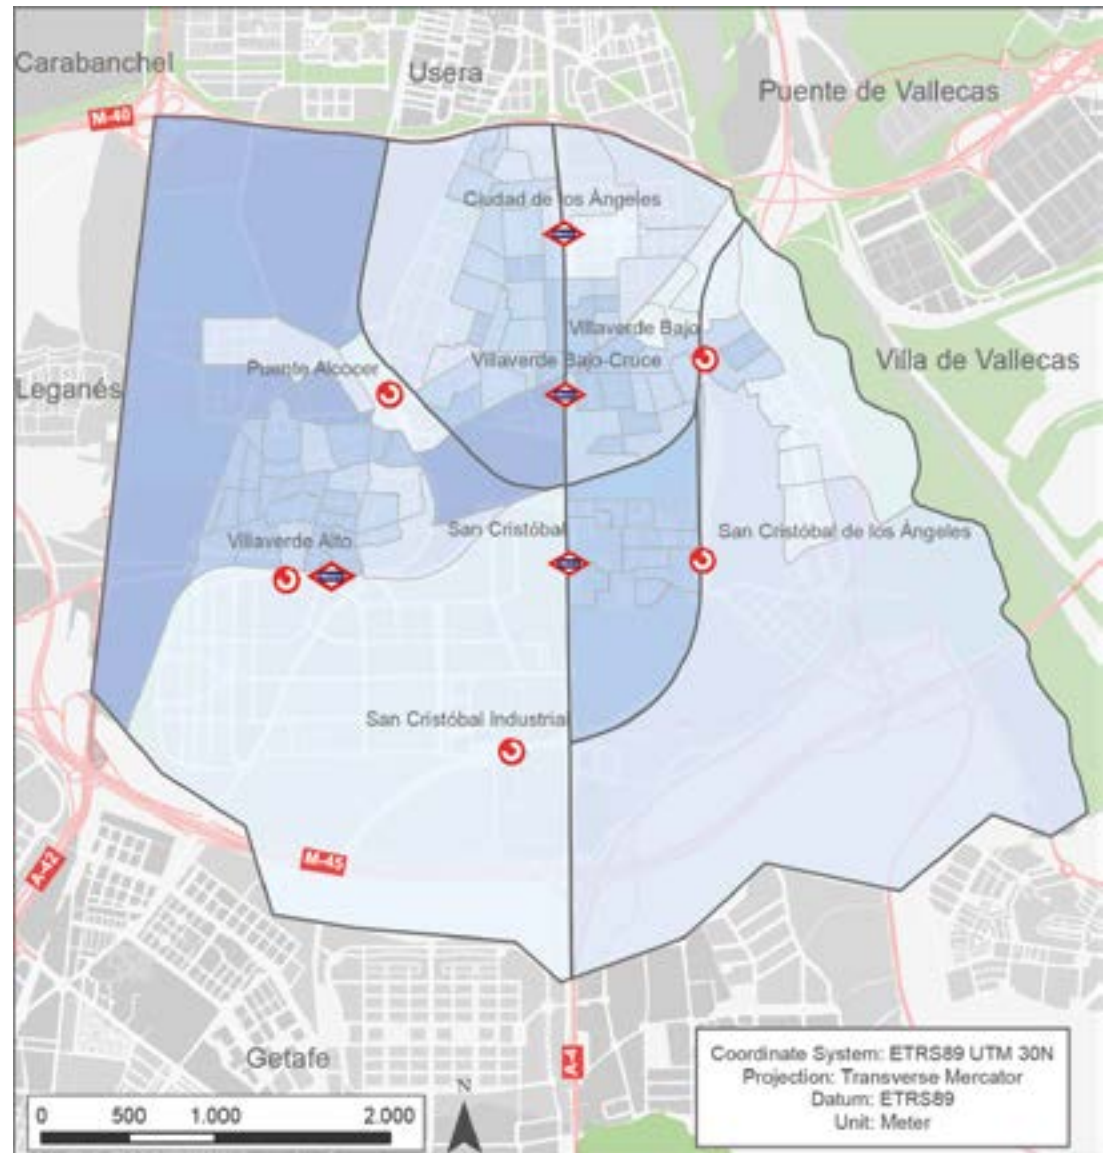 Carabanchel
Usera
Puente de Vallecas
M-40
Ciudad de los Ángeles
Villaverde Bajo
Villaverde Bajo-Cruce
Villa de Vallecas
Puente Alcocer
Leganés
San Cristóbal
San Cristóbal de los Ángeles
Villaverde Alto
San Cristóbal Industrial
M-45
A-42
Getafe
A-4
Coordinate System: ETRS89 UTM 30N
Projection: Transverse Mercator
Datum: ETRS89
Unit: Meter
N
0 500 1.000 2.000